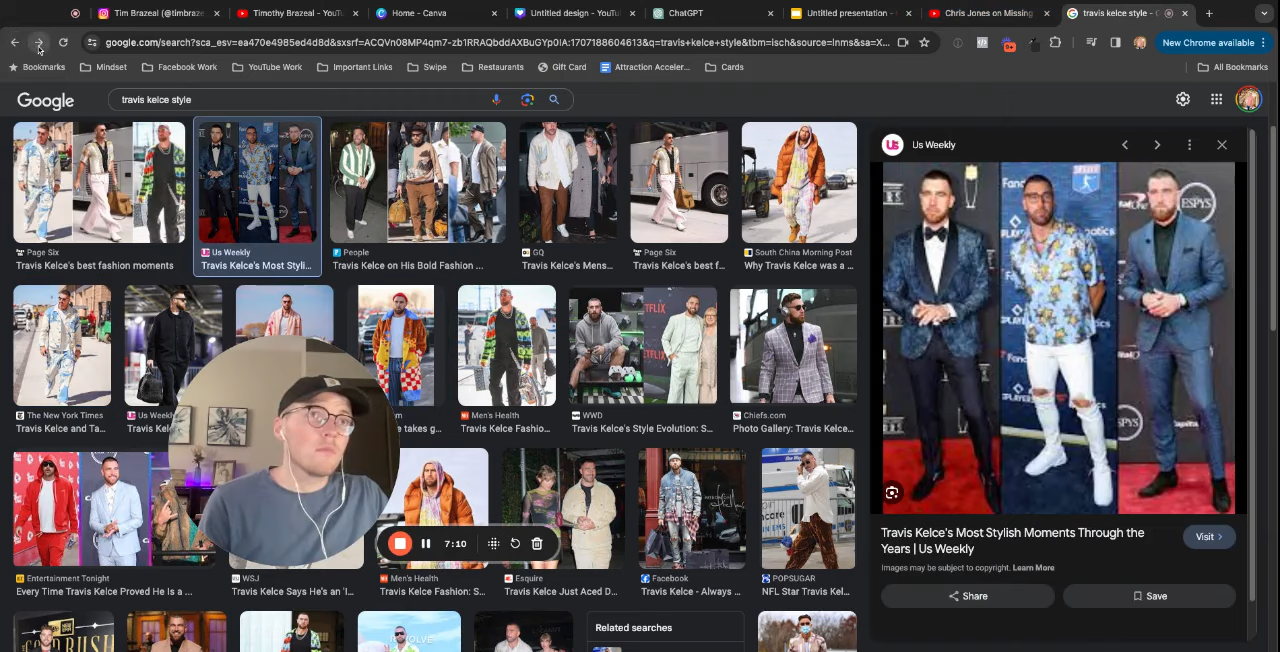 Tim Brazeal (@timbraze
Timothy Brazeal - YouTu
Home - Canva
Untitled design - YouTu
ChatGPT
Untitled presentation -
Chris Jones on Missing
travis kelce style - G
google.com/search?sca_esv=ea470e4985ed4d8d&sxsrf=ACQVn08MP4qm7-zb1RRAQbddAXBuGYp0IA:1707188604613&q=travis+kelce+style&tbm=isch&source=lnms&sa=X...
New Chrome available
Bookmarks
Mindset
Facebook Work
YouTube Work
Important Links
Swipe
Restaurants
Gift Card
Attraction Acceler...
Cards
All Bookmarks
Google
travis kelce style
Us Weekly
Page Six
Travis Kelce's best fashion moments
Us Weekly
Travis Kelce's Most Styli...
People
Travis Kelce on His Bold Fashion ...
GQ
Travis Kelce's Mens...
Page Six
Travis Kelce's best f...
South China Morning Post
Why Travis Kelce was a ...
The New York Times
Travis Kelce and Ta...
Us Weekly
Travis Kel
m
e takes g...
Men's Health
Travis Kelce Fashio...
WWD
Travis Kelce's Style Evolution: S...
Chiefs.com
Photo Gallery: Travis Kelce...
NETFLIX
ESPYS
Travis Kelce's Most Stylish Moments Through the
Years | Us Weekly
Visit
Images may be subject to copyright. Learn More
Share
Save
7:10
Entertainment Tonight
Every Time Travis Kelce Proved He Is a ...
WSJ
Travis Kelce Says He's an 'I...
Men's Health
Travis Kelce Fashion: S...
Esquire
Travis Kelce Just Aced D...
Facebook
Travis Kelce - Always ...
POPSUGAR
NFL Star Travis Kel...
Related searches
REVOLVE